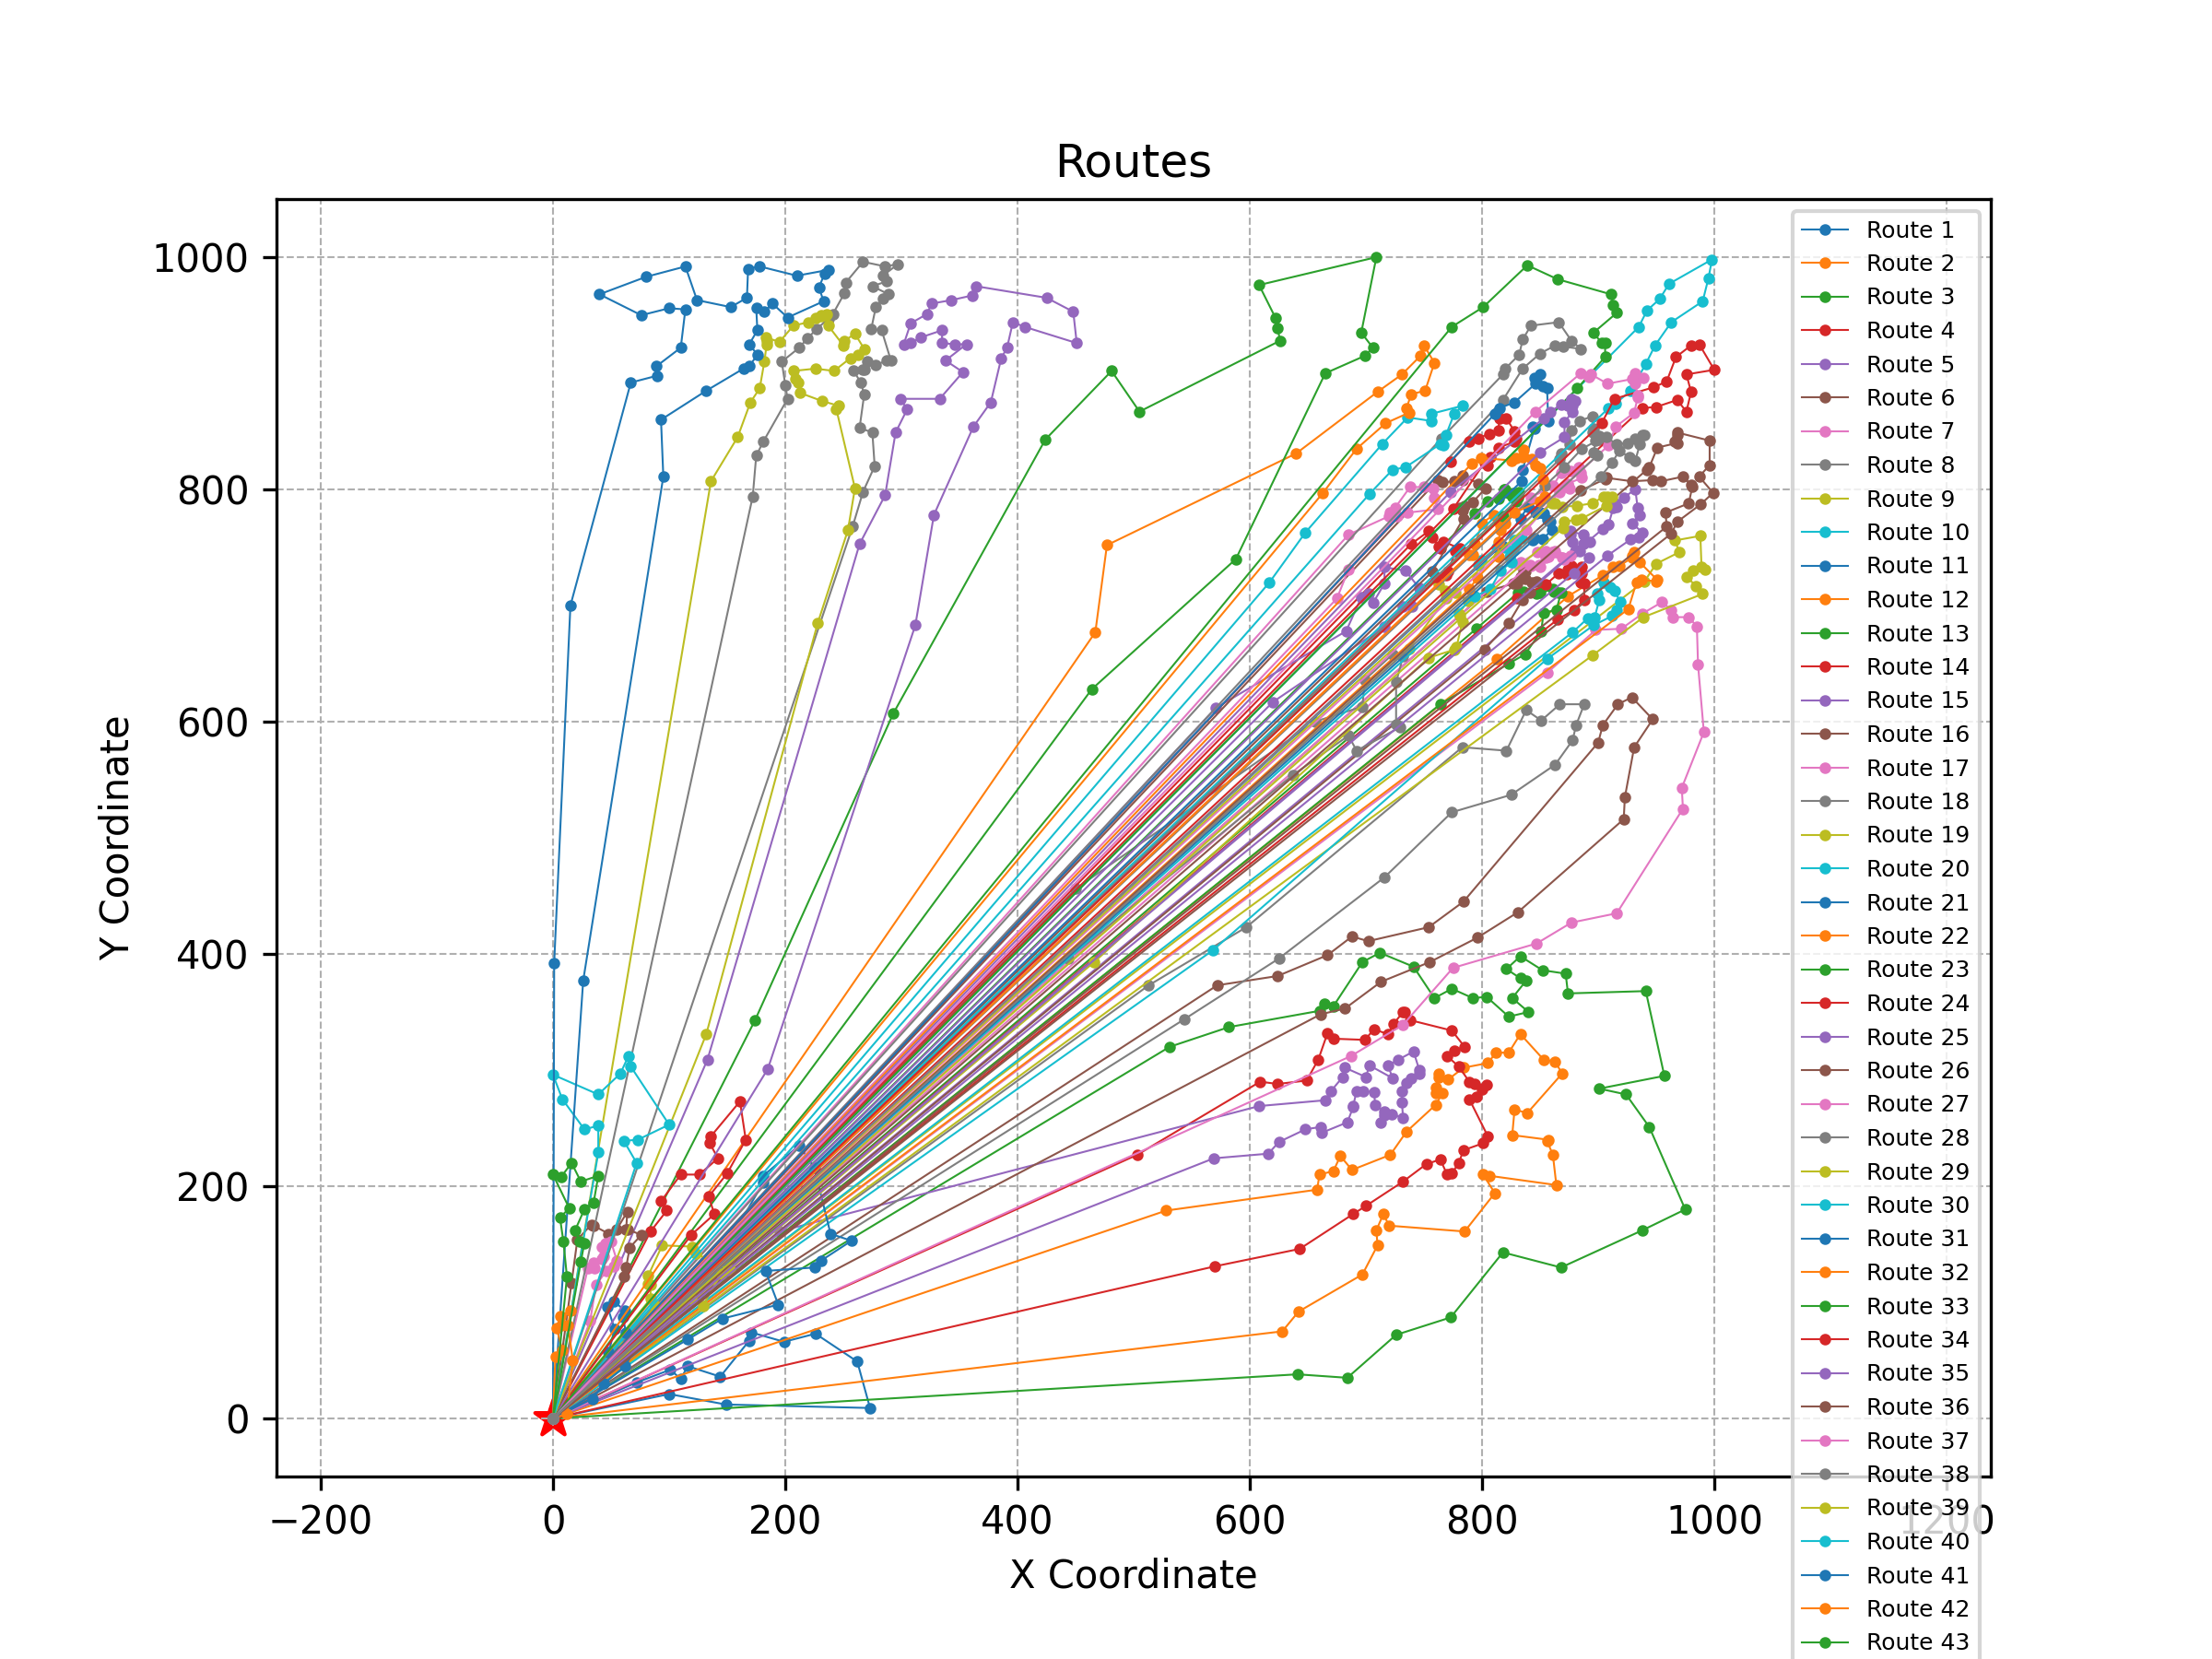 Routes
1000
800
600
400
200
0
Y Coordinate
−200
0
200
400
600
800
1000
1200
X Coordinate
Route 1
Route 2
Route 3
Route 4
Route 5
Route 6
Route 7
Route 8
Route 9
Route 10
Route 11
Route 12
Route 13
Route 14
Route 15
Route 16
Route 17
Route 18
Route 19
Route 20
Route 21
Route 22
Route 23
Route 24
Route 25
Route 26
Route 27
Route 28
Route 29
Route 30
Route 31
Route 32
Route 33
Route 34
Route 35
Route 36
Route 37
Route 38
Route 39
Route 40
Route 41
Route 42
Route 43